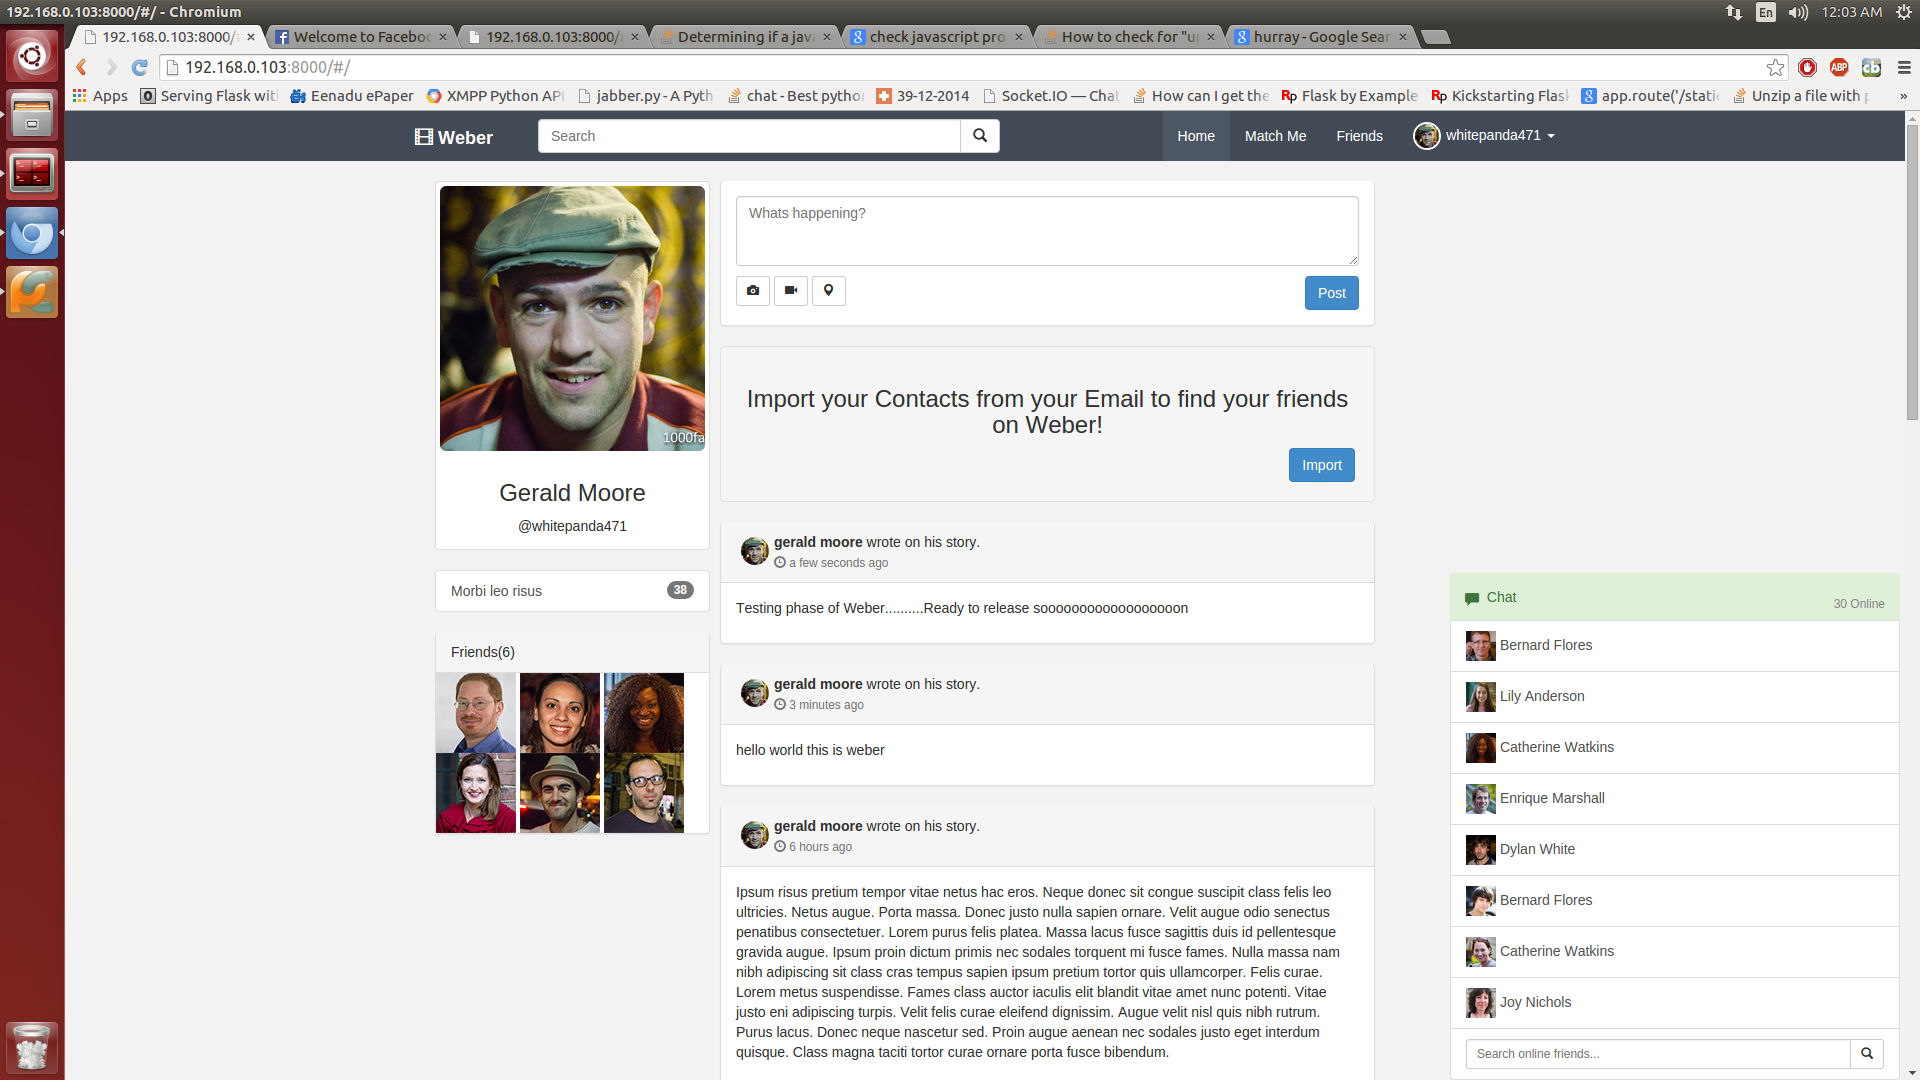 192.168.0.103:8000/#/ - Chromium
En
12:03 AM
192.168.0.103:8000/
Welcome to Faceboo
192.168.0.103:8000/
Determining if a jav
check javascript pro
How to check for "u
hurray - Google Sear
192.168.0.103:8000/#/
ABP
cb
Apps
Serving Flask wit
Eenadu ePaper
XMPP Python API
jabber.py - A Pyth
chat - Best pytho
39-12-2014
Socket.IO — Chat
How can I get the
Rp Flask by Example
Rp Kickstarting Flas
app.route('/stati
Unzip a file with p
»
Weber
Search
Home
Match Me
Friends
whitepanda471
1000fa
Gerald Moore
@whitepanda471
Morbi leo risus
38
Friends(6)
Whats happening?
Post
Import your Contacts from your Email to find your friends
on Weber!
Import
gerald moore wrote on his story.
a few seconds ago
Testing phase of Weber..........Ready to release soooooooooooooooooon
gerald moore wrote on his story.
3 minutes ago
hello world this is weber
gerald moore wrote on his story.
6 hours ago
Ipsum risus pretium tempor vitae netus hac eros. Neque donec sit congue suscipit class felis leo
ultricies. Netus augue. Porta massa. Donec justo nulla sapien ornare. Velit augue odio senectus
penatibus consectetuer. Lorem purus felis platea. Massa lacus fusce sagittis duis id pellentesque
gravida augue. Ipsum proin dictum primis nec sodales torquent mi fusce fames. Nulla massa nam
nibh adipiscing sit class cras tempus sapien ipsum pretium tortor quis ullamcorper. Felis curae.
Lorem metus suspendisse. Fames class auctor iaculis elit blandit vitae amet nunc potenti. Vitae
justo eni adipiscing turpis. Velit felis curae eleifend dignissim. Augue velit nisl quis nibh rutrum.
Purus lacus. Donec neque nascetur sed. Proin augue aenean nec sodales justo eget interdum
quisque. Class magna taciti tortor curae ornare porta fusce bibendum.
Chat
30 Online
Bernard Flores
Lily Anderson
Catherine Watkins
Enrique Marshall
Dylan White
Bernard Flores
Catherine Watkins
Joy Nichols
Search online friends...